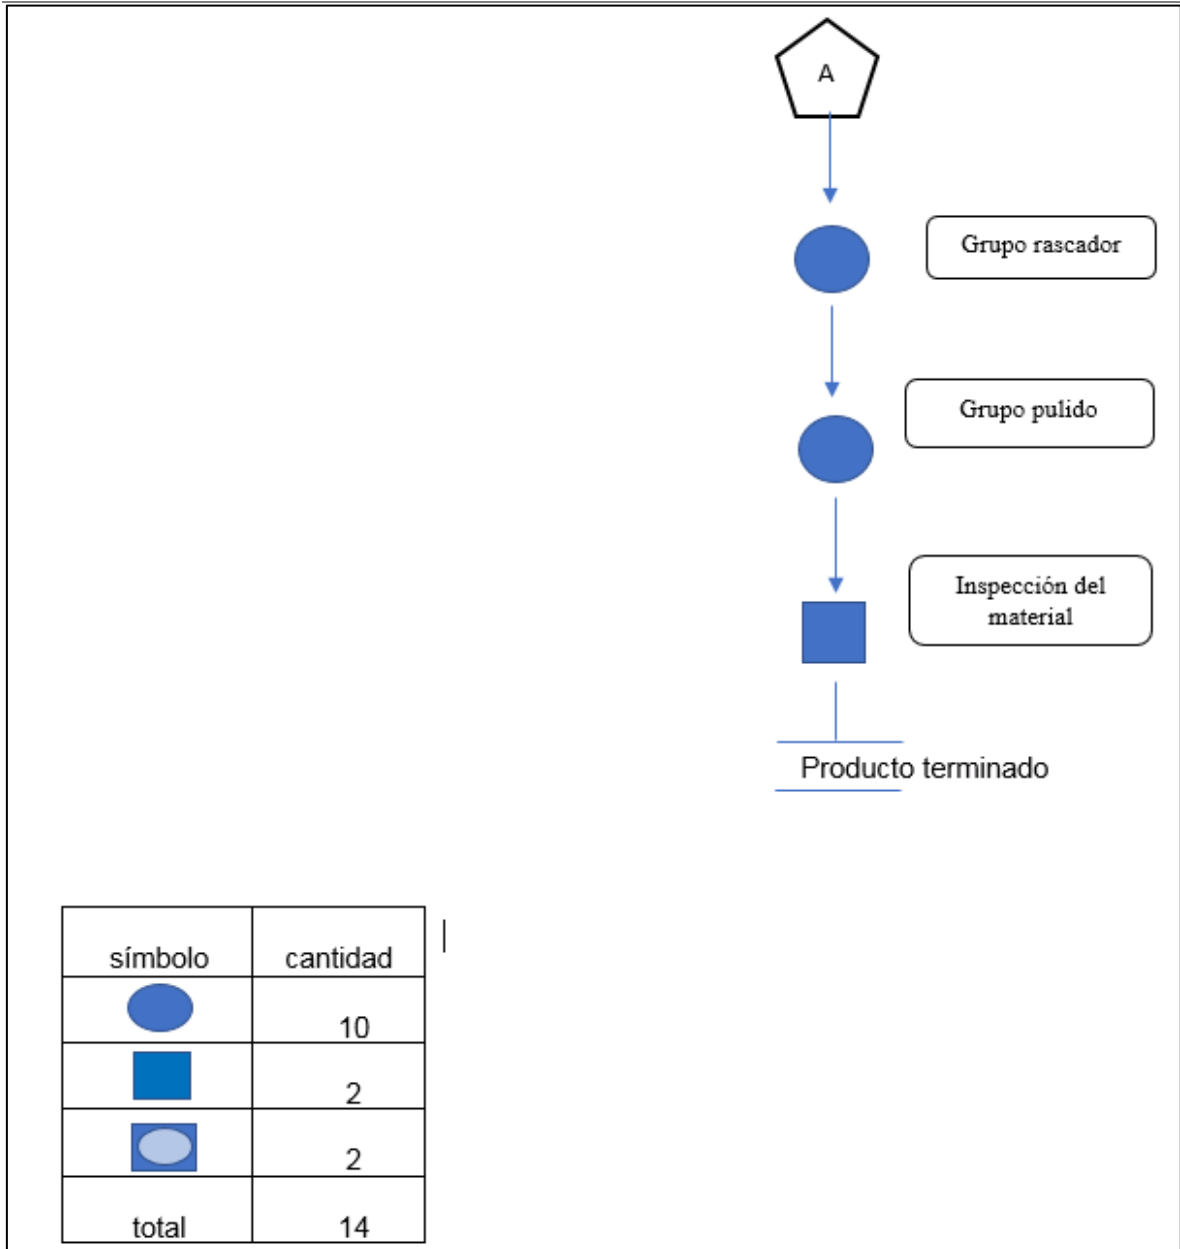 A
Grupo rascador
Grupo pulido
Inspección del
material
Producto terminado
símbolo cantidad
10
2
2
total 14